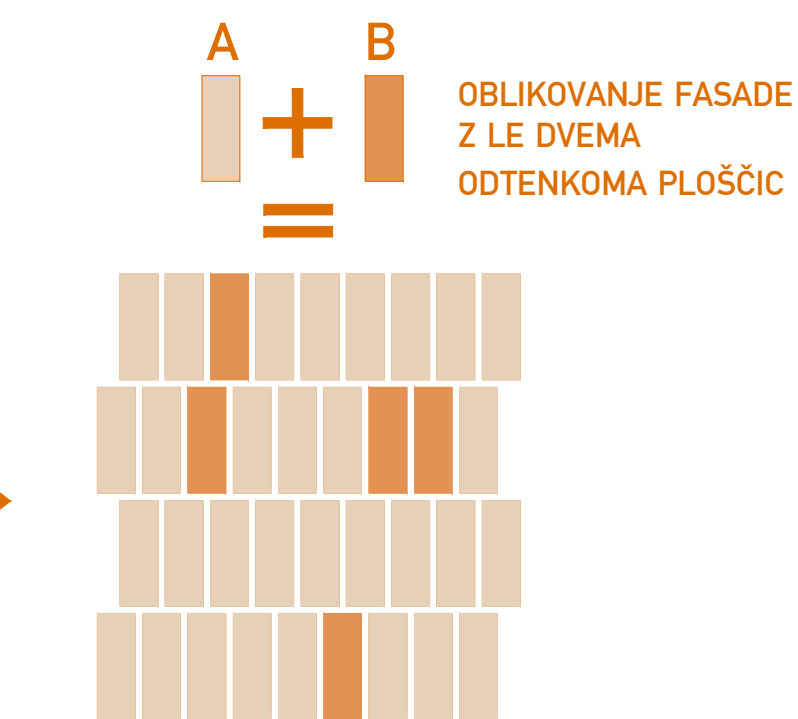 A + B
=
OBLIKOVANJE FASADE
Z LE DVEMA
ODTENKOMA PLOŠČIC